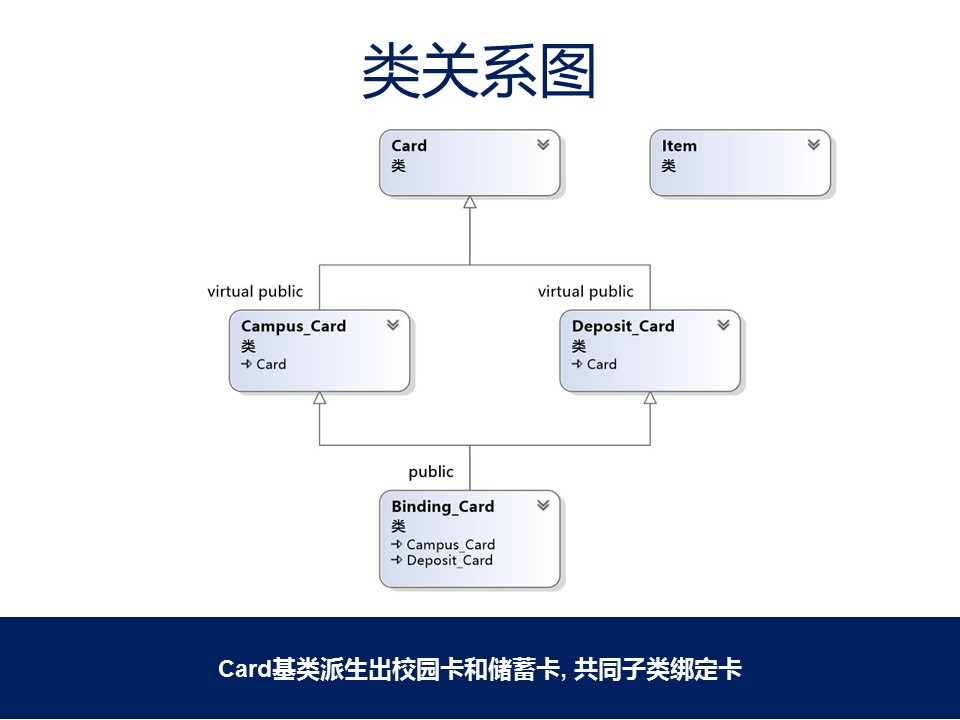 类关系图
Card
类
Item
类
virtual public
virtual public
Campus_Card
类
Card
Deposit_Card
类
Card
public
Binding_Card
类
Campus_Card
Deposit_Card
Card基类派生出校园卡和储蓄卡, 共同子类绑定卡